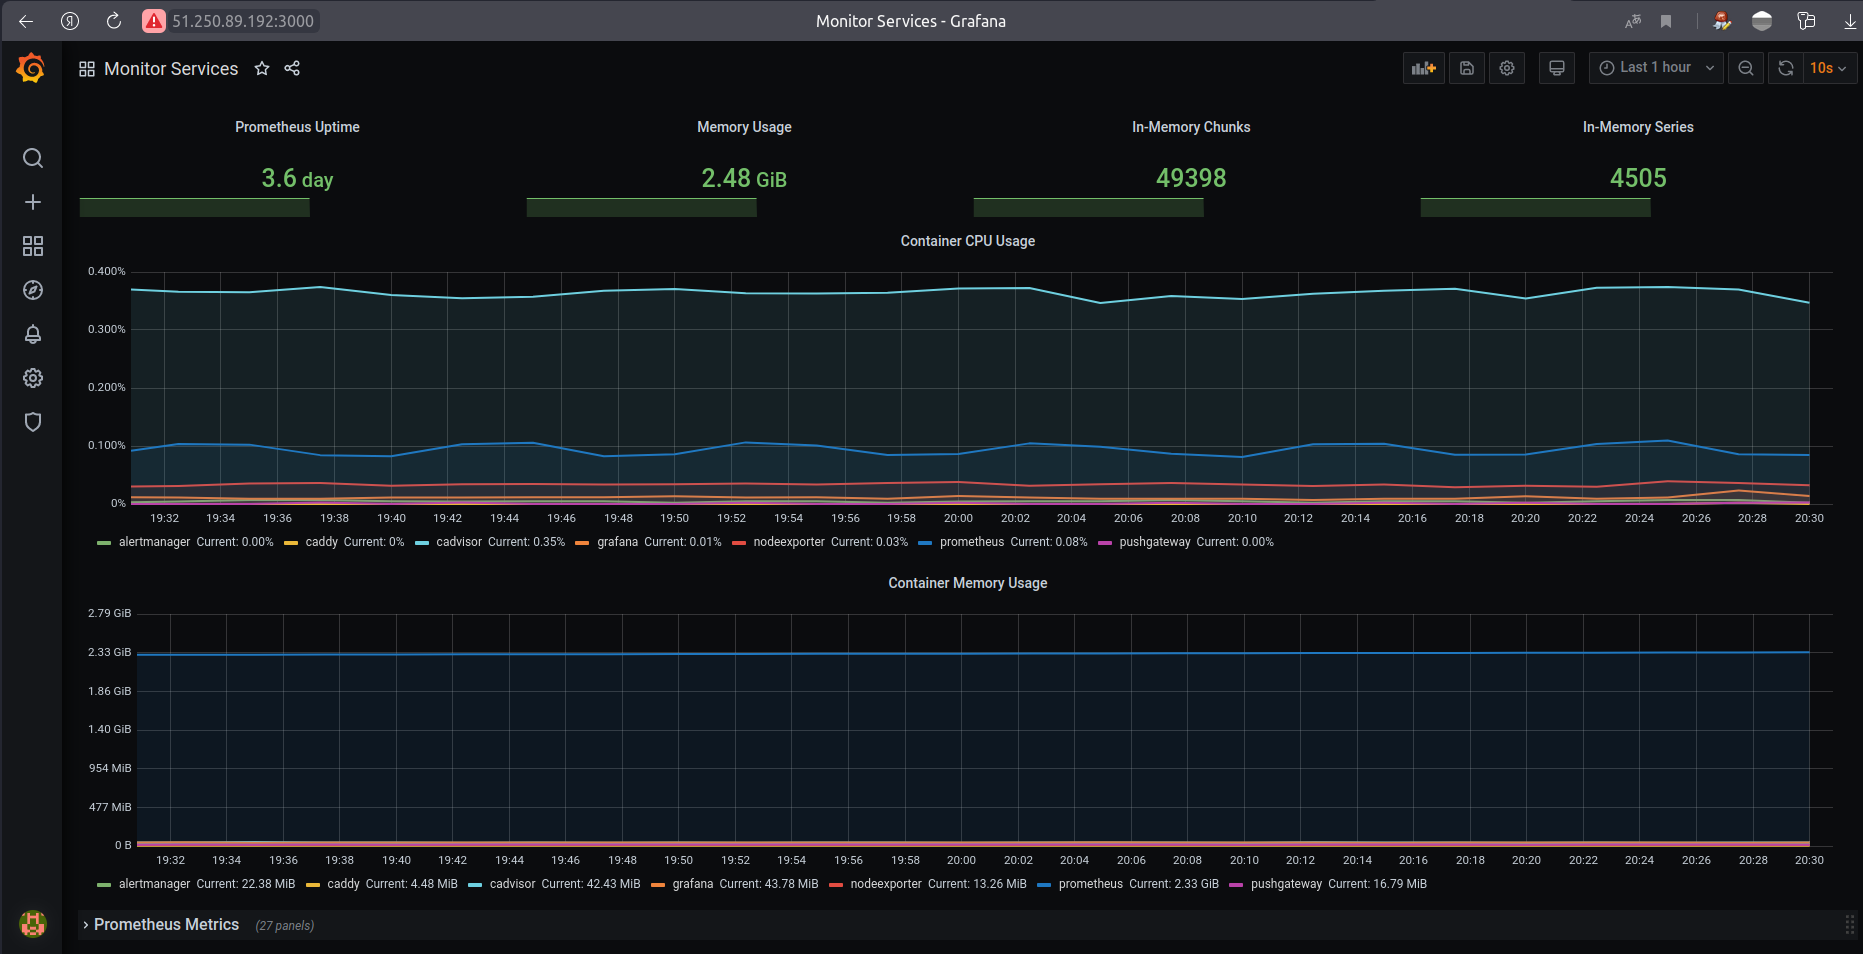 51.250.89.192:3000 Monitor Services - Grafana
Monitor Services Last 1 hour 10s
Prometheus Uptime Memory Usage In-Memory Chunks In-Memory Series
3.6 day 2.48 GiB 49398 4505
Container CPU Usage
0.400%
0.300%
0.200%
0.100%
0%
19:32 19:34 19:36 19:38 19:40 19:42 19:44 19:46 19:48 19:50 19:52 19:54 19:56 19:58 20:00 20:02 20:04 20:06 20:08 20:10 20:12 20:14 20:16 20:18 20:20 20:22 20:24 20:26 20:28 20:30
alertmanager Current: 0.00% caddy Current: 0% cadvisor Current: 0.35% grafana Current: 0.01% nodeexporter Current: 0.03% prometheus Current: 0.08% pushgateway Current: 0.00%
Container Memory Usage
2.79 GiB
2.33 GiB
1.86 GiB
1.40 GiB
954 MiB
477 MiB
0 B
19:32 19:34 19:36 19:38 19:40 19:42 19:44 19:46 19:48 19:50 19:52 19:54 19:56 19:58 20:00 20:02 20:04 20:06 20:08 20:10 20:12 20:14 20:16 20:18 20:20 20:22 20:24 20:26 20:28 20:30
alertmanager Current: 22.38 MiB caddy Current: 4.48 MiB cadvisor Current: 42.43 MiB grafana Current: 43.78 MiB nodeexporter Current: 13.26 MiB prometheus Current: 2.33 GiB pushgateway Current: 16.79 MiB
Prometheus Metrics (27 panels)